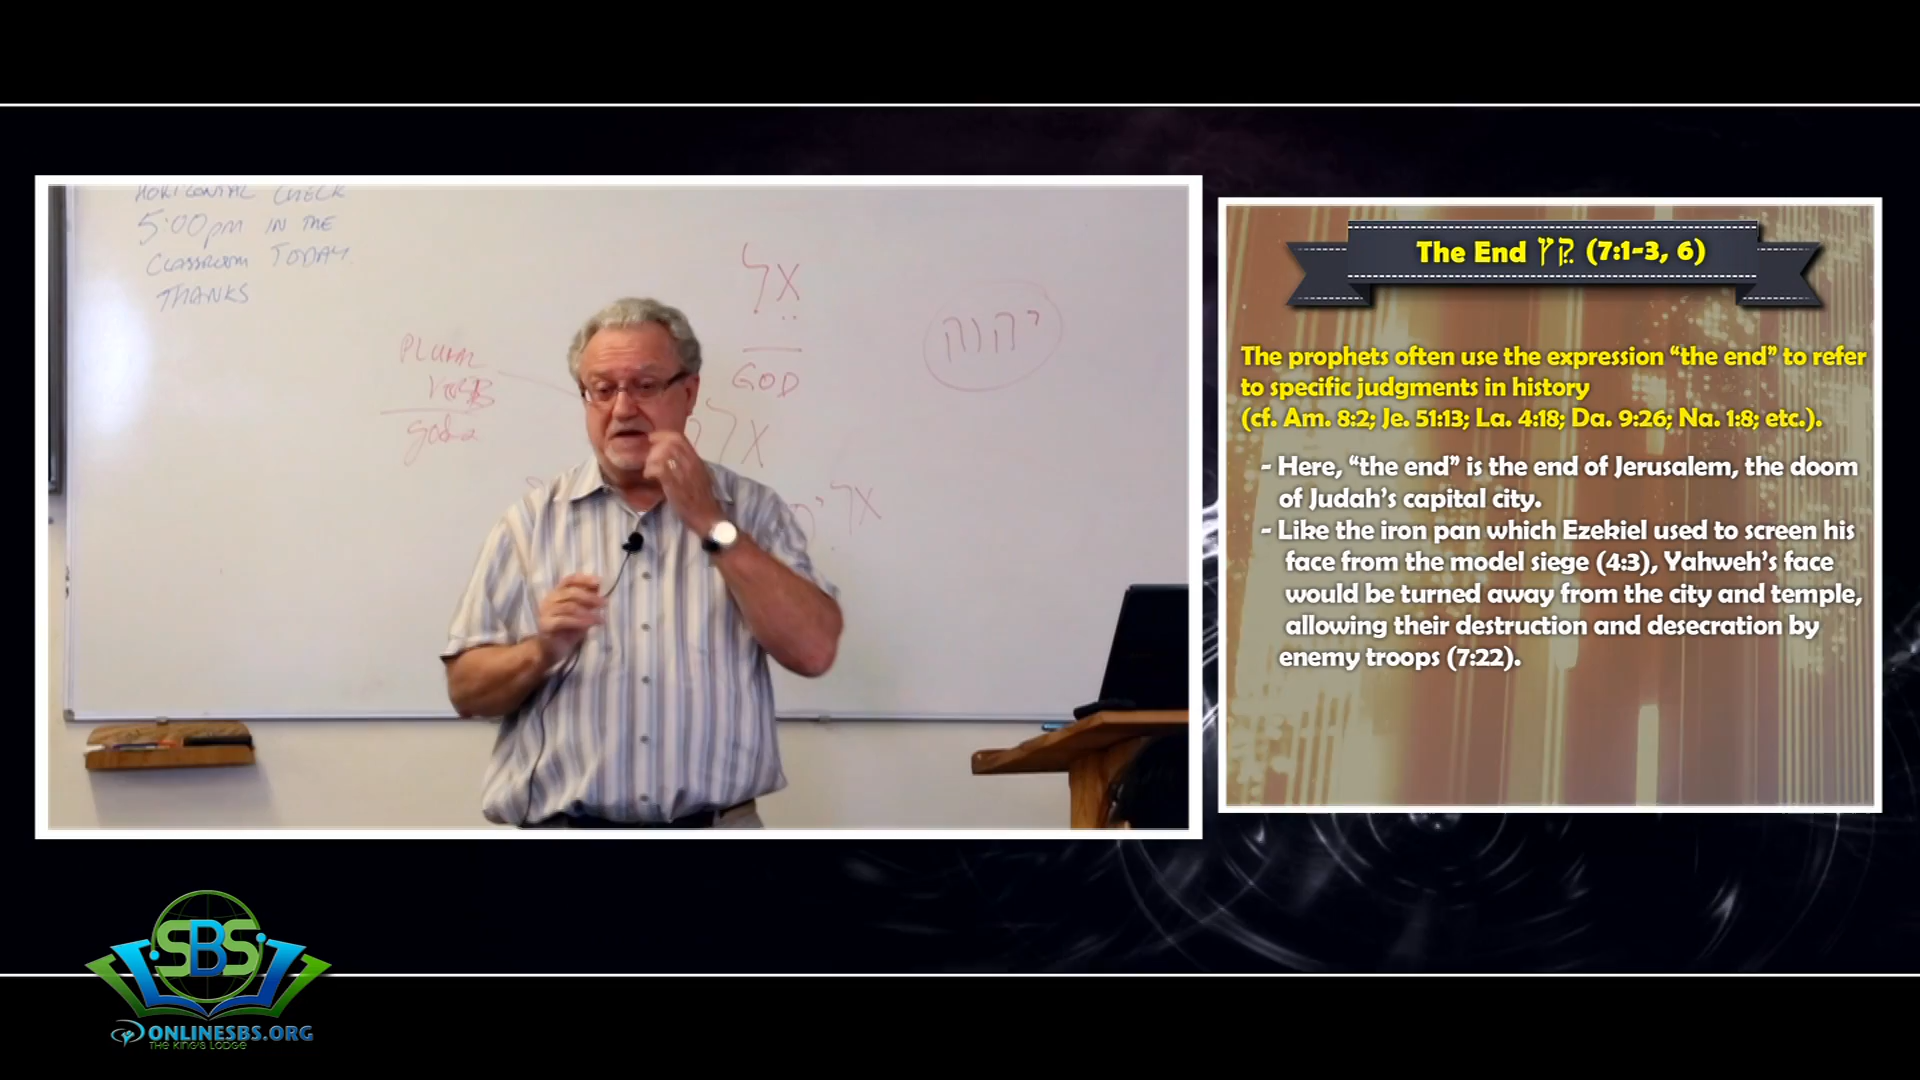 HORIZONTAL CHECK
5:00pm IN THE
CLASSROOM TODAY.
THANKS
PLURAL
VERB
gods
אֵל
GOD
יהוה
The End קֵץ (7:1-3, 6)
The prophets often use the expression “the end” to refer
to specific judgments in history
(cf. Am. 8:2; Je. 51:13; La. 4:18; Da. 9:26; Na. 1:8; etc.).
- Here, “the end” is the end of Jerusalem, the doom
of Judah’s capital city.
- Like the iron pan which Ezekiel used to screen his
face from the model siege (4:3), Yahweh’s face
would be turned away from the city and temple,
allowing their destruction and desecration by
enemy troops (7:22).
SBS
ONLINESBS.ORG
THE KING'S LODGE